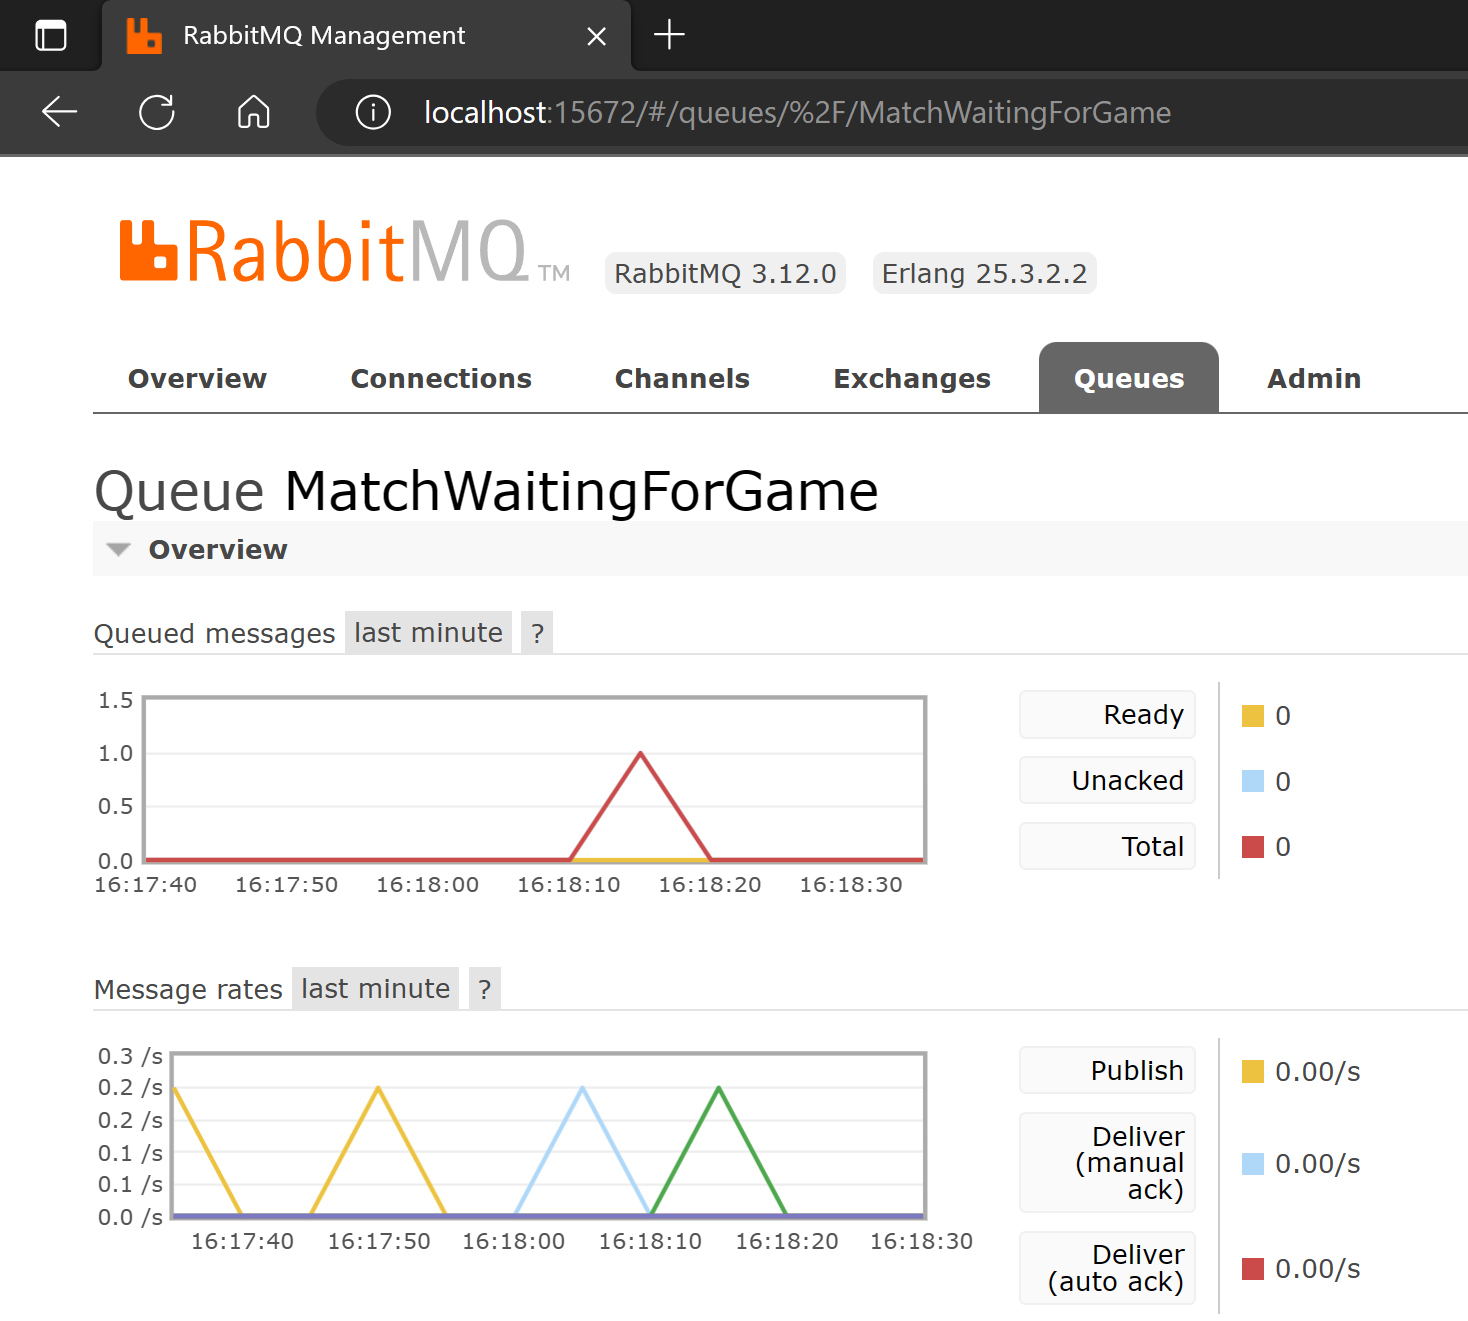 RabbitMQ Management
localhost:15672/#/queues/%2F/MatchWaitingForGame
RabbitMQ TM
RabbitMQ 3.12.0
Erlang 25.3.2.2
Overview
Connections
Channels
Exchanges
Queues
Admin
Queue MatchWaitingForGame
Overview
Queued messages last minute ?
1.5
1.0
0.5
0.0
16:17:40
16:17:50
16:18:00
16:18:10
16:18:20
16:18:30
Ready
0
Unacked
0
Total
0
Message rates last minute ?
0.3 /s
0.2 /s
0.2 /s
0.1 /s
0.1 /s
0.0 /s
16:17:40
16:17:50
16:18:00
16:18:10
16:18:20
16:18:30
Publish
0.00/s
Deliver
(manual
ack)
0.00/s
Deliver
(auto ack)
0.00/s